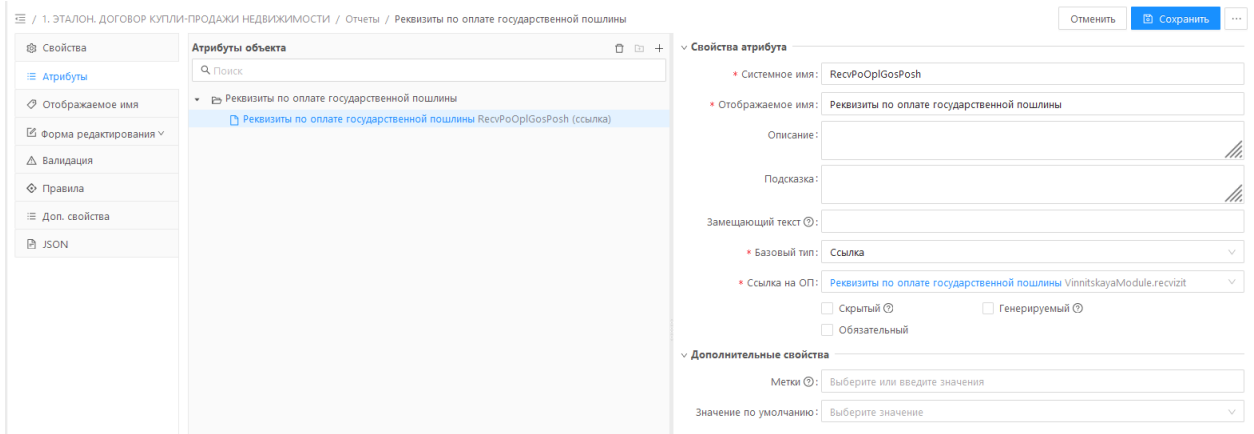 / 1. ЭТАЛОН. ДОГОВОР КУПЛИ-ПРОДАЖИ НЕДВИЖИМОСТИ / Отчеты / Реквизиты по оплате государственной пошлины
Отменить
Сохранить
Свойства
Атрибуты
Отображаемое имя
Форма редактирования
Валидация
Правила
Доп. свойства
JSON
Атрибуты объекта
Поиск
Реквизиты по оплате государственной пошлины
Реквизиты по оплате государственной пошлины RecvPoOplGosPosh (ссылка)
Свойства атрибута
* Системное имя: RecvPoOplGosPosh
* Отображаемое имя: Реквизиты по оплате государственной пошлины
Описание:
Подсказка:
Замещающий текст:
* Базовый тип: Ссылка
* Ссылка на ОП: Реквизиты по оплате государственной пошлины VinnitskayaModule.recvizit
Скрытый Генерируемый
Обязательный
Дополнительные свойства
Метки: Выберите или введите значения
Значение по умолчанию: Выберите значение